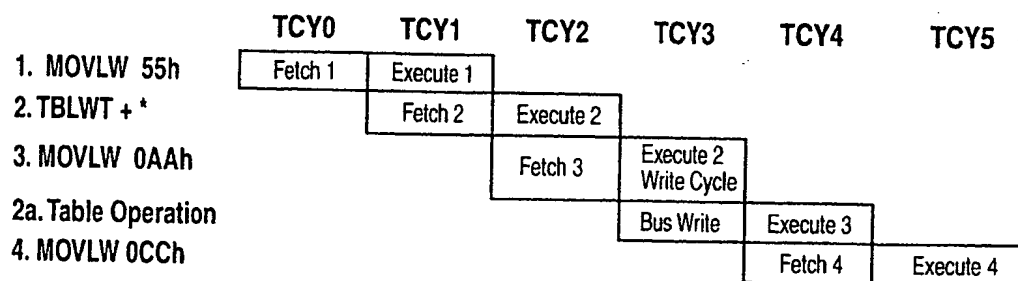 TCY0 TCY1 TCY2 TCY3 TCY4 TCY5
1. MOVLW 55h Fetch 1 Execute 1
2. TBLWT + * Fetch 2 Execute 2
3. MOVLW 0AAh Fetch 3 Execute 2
Write Cycle
2a. Table Operation Bus Write Execute 3
4. MOVLW 0CCh Fetch 4 Execute 4